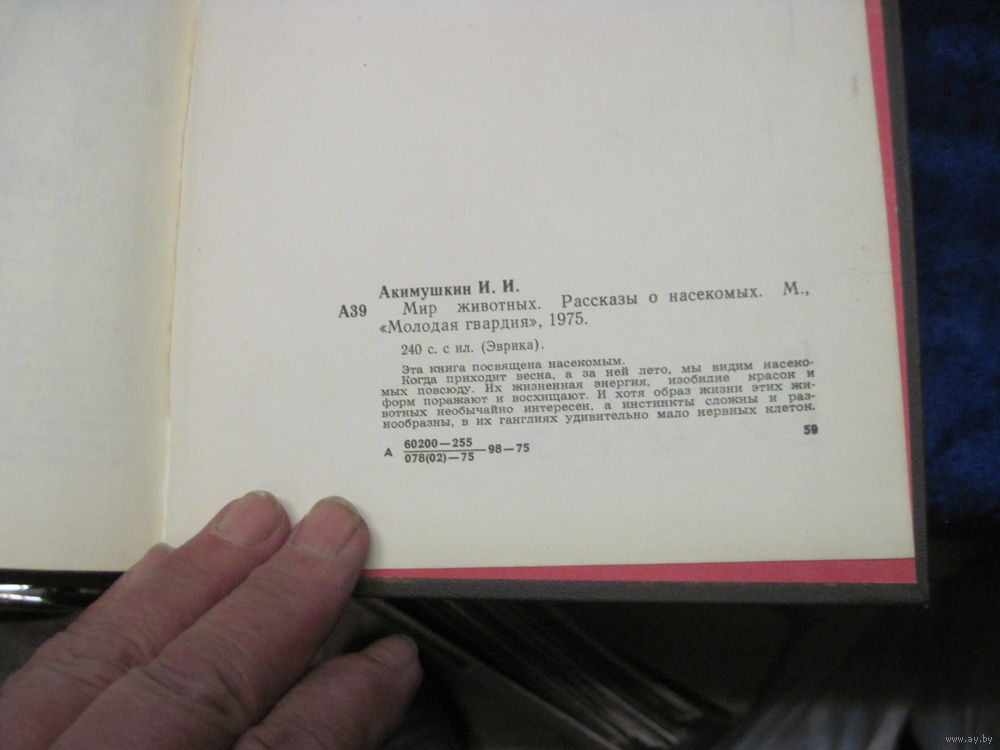 Акимушкин И. И.
А39 Мир животных. Рассказы о насекомых. М.,
«Молодая гвардия», 1975.
240 с. с ил. (Эврика).
Эта книга посвящена насекомым.
Когда приходит весна, а за ней лето, мы видим насеко-
мых повсюду. Их жизненная энергия, изобилие красок и
форм поражают и восхищают. И хотя образ жизни этих жи-
вотных необычайно интересен, а инстинкты сложны и раз-
нообразны, в их ганглиях удивительно мало нервных клеток.
59
А 60200—255
078(02)—75 98—75
www.ay.by